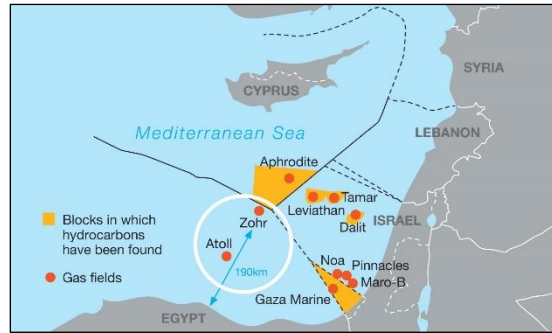 SYRIA
CYPRUS
LEBANON
Mediterranean Sea
Aphrodite
Leviathan
Tamar
Dalit
ISRAEL
Zohr
Atoll
190km
Noa
Pinnacles
Maro-B
Gaza Marine
EGYPT
Blocks in which
hydrocarbons
have been found
Gas fields